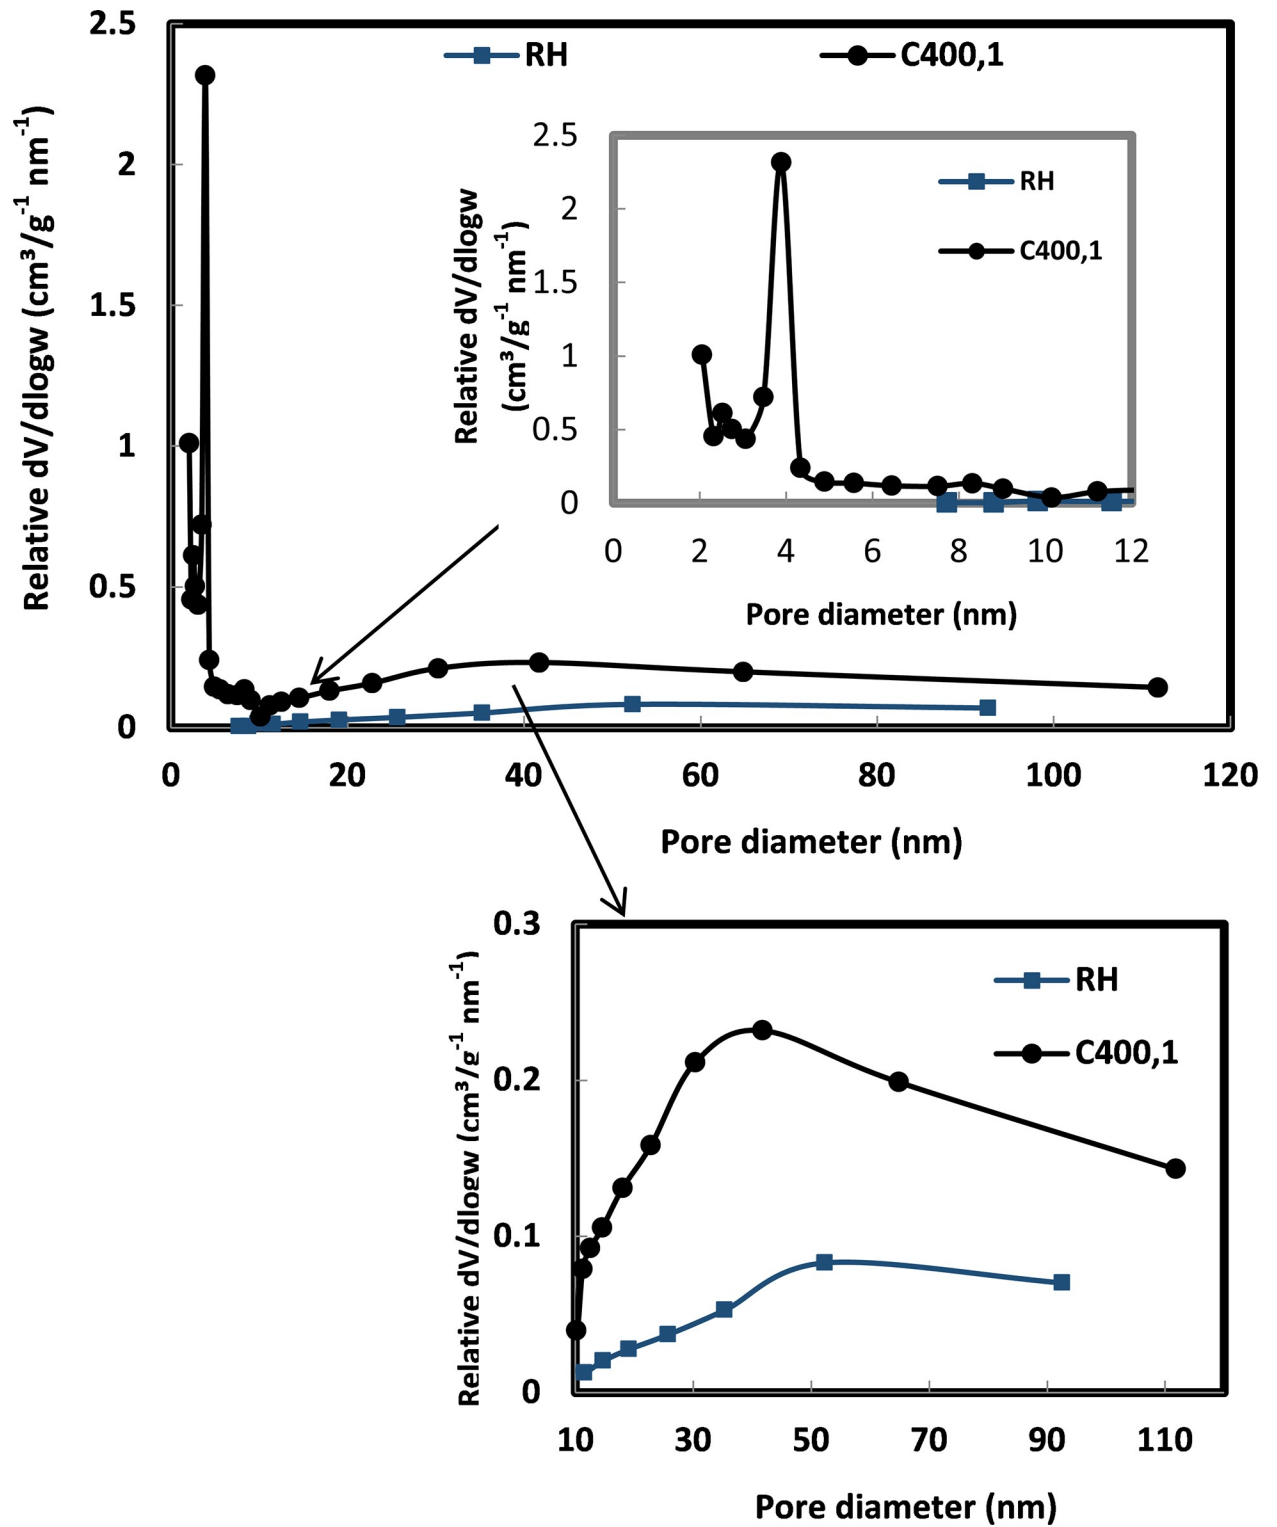 2.5
2
1.5
1
0.5
0
Relative dV/dlogw (cm³/g⁻¹ nm⁻¹)
RH
C400,1
0
20
40
60
80
100
120
Pore diameter (nm)
2.5
2
1.5
1
0.5
0
Relative dV/dlogw
(cm³/g⁻¹ nm⁻¹)
RH
C400,1
0
2
4
6
8
10
12
Pore diameter (nm)
0.3
0.2
0.1
0
Relative dV/dlogw (cm³/g⁻¹ nm⁻¹)
RH
C400,1
10
30
50
70
90
110
Pore diameter (nm)